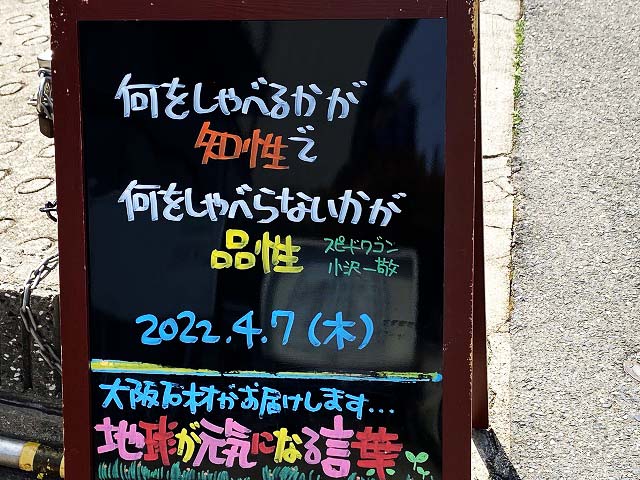 何をしゃべるかが
知性で
何をしゃべらないかが
品性
スピードワゴン
小沢一敬
2022.4.7(木)
大阪石材がお届けします...
地球が元気になる言葉